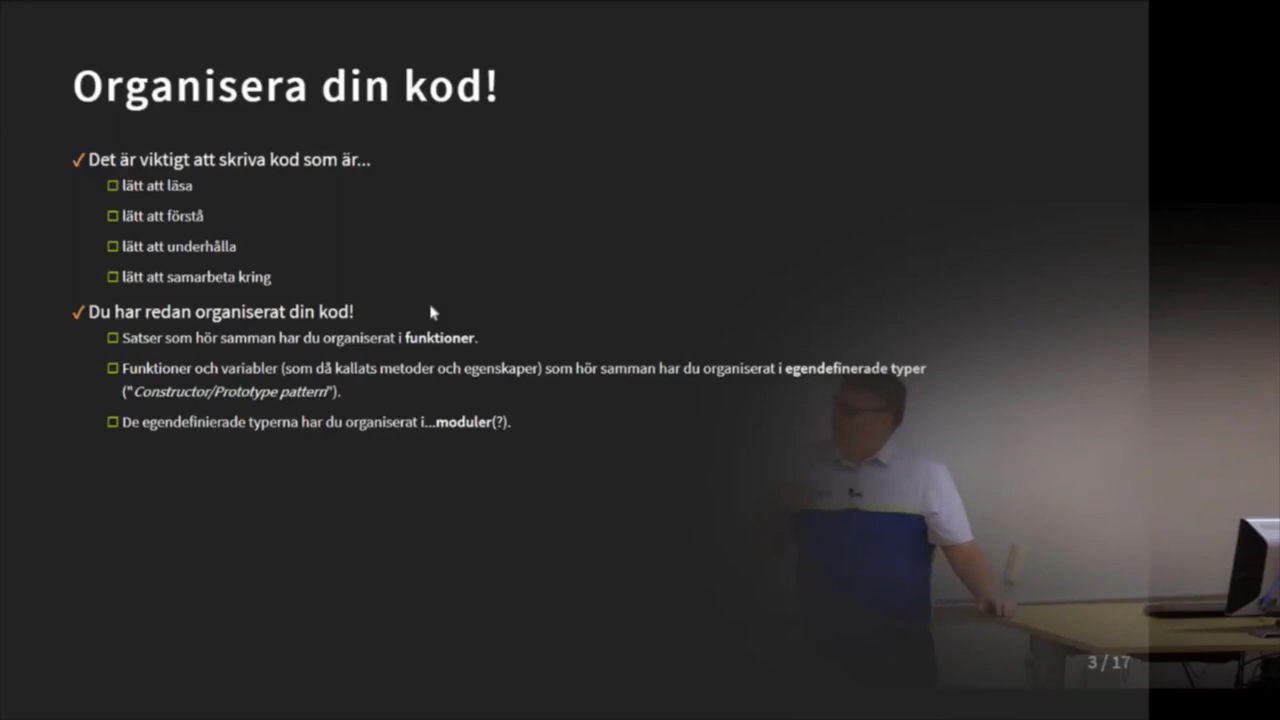 Organisera din kod!
✓ Det är viktigt att skriva kod som är...
☐ lätt att läsa
☐ lätt att förstå
☐ lätt att underhålla
☐ lätt att samarbeta kring
✓ Du har redan organiserat din kod!
☐ Satser som hör samman har du organiserat i funktioner.
☐ Funktioner och variabler (som då kallats metoder och egenskaper) som hör samman har du organiserat i egendefinerade typer
("Constructor/Prototype pattern").
☐ De egendefinierade typerna har du organiserat i...moduler(?).
3 / 17